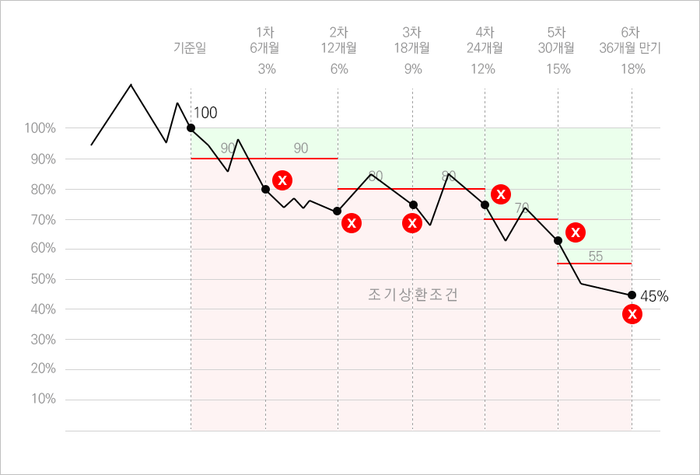 1차 2차 3차 4차 5차 6차
기준일 6개월 12개월 18개월 24개월 30개월 36개월 만기
3% 6% 9% 12% 15% 18%
100
100%
90 90
90%
80 80
80%
70
70%
60%
55
50%
조기상환조건
45%
40%
30%
20%
10%
X
X
X
X
X
X